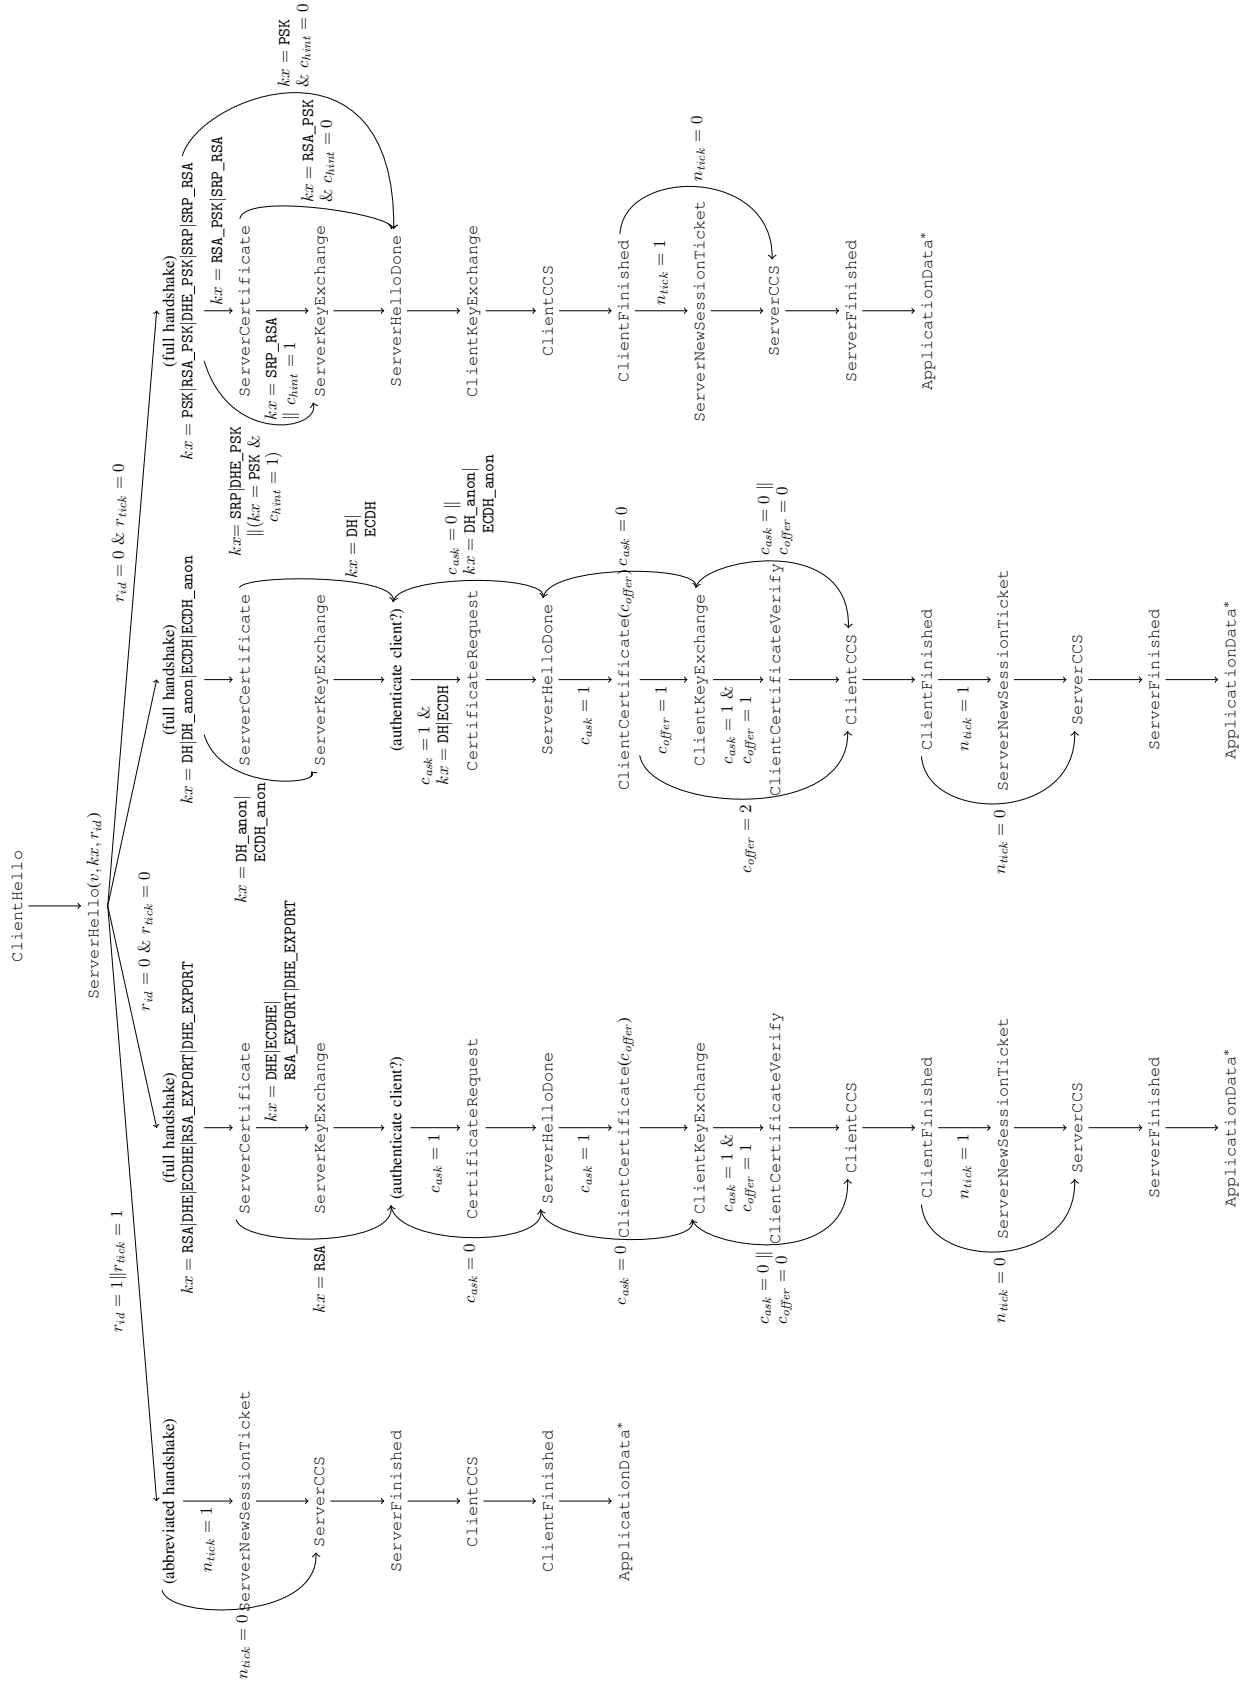 ClientHello
ServerHello(v, kx, r_id)
r_id = 1||r_tick = 1
r_id = 0 & r_tick = 0
r_id = 0 & r_tick = 0
(abbreviated handshake)
n_tick = 1
n_tick = 0
ServerNewSessionTicket
ServerCCS
ServerFinished
ClientCCS
ClientFinished
ApplicationData*
(full handshake)
kx = RSA|DHE|ECDHE|RSA_EXPORT|DHE_EXPORT
ServerCertificate
kx = DHE|ECDHE|
RSA_EXPORT|DHE_EXPORT
kx = RSA
ServerKeyExchange
(authenticate client?)
c_ask = 1
c_ask = 0
CertificateRequest
ServerHelloDone
c_ask = 1
c_ask = 0
ClientCertificate(c_offer)
ClientKeyExchange
c_ask = 1 &
c_offer = 1
c_ask = 0 ||
c_offer = 0
ClientCertificateVerify
ClientCCS
ClientFinished
n_tick = 1
n_tick = 0
ServerNewSessionTicket
ServerCCS
ServerFinished
ApplicationData*
(full handshake)
kx = DH|DH_anon|ECDH|ECDH_anon
kx = DH_anon|
ECDH_anon
ServerCertificate
kx = DH|
ECDH
ServerKeyExchange
(authenticate client?)
c_ask = 1 &
kx = DH|ECDH
c_ask = 0 ||
kx = DH_anon|
ECDH_anon
CertificateRequest
ServerHelloDone
c_ask = 1
c_ask = 0
ClientCertificate(c_offer)
c_offer = 1
c_offer = 2
ClientKeyExchange
c_ask = 1 &
c_offer = 1
c_ask = 0 ||
c_offer = 0
ClientCertificateVerify
ClientCCS
ClientFinished
n_tick = 1
n_tick = 0
ServerNewSessionTicket
ServerCCS
ServerFinished
ApplicationData*
(full handshake)
kx = PSK|RSA_PSK|DHE_PSK|SRP|SRP_RSA
kx = RSA_PSK|SRP_RSA
kx = PSK
& c_hint = 0
kx= SRP|DHE_PSK
||(kx = PSK &
c_hint = 1)
ServerCertificate
kx = SRP_RSA
|| c_hint = 1
kx = RSA_PSK
& c_hint = 0
ServerKeyExchange
ServerHelloDone
ClientKeyExchange
ClientCCS
ClientFinished
n_tick = 1
n_tick = 0
ServerNewSessionTicket
ServerCCS
ServerFinished
ApplicationData*